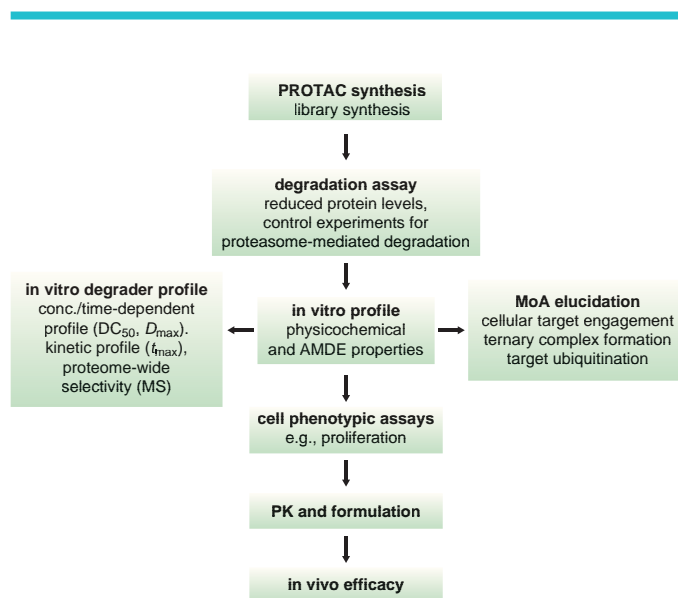 PROTAC synthesis
library synthesis
degradation assay
reduced protein levels,
control experiments for
proteasome-mediated degradation
in vitro degrader profile
conc./time-dependent
profile (DC50, Dmax).
kinetic profile (tmax),
proteome-wide
selectivity (MS)
in vitro profile
physicochemical
and AMDE properties
MoA elucidation
cellular target engagement
ternary complex formation
target ubiquitination
cell phenotypic assays
e.g., proliferation
PK and formulation
in vivo efficacy